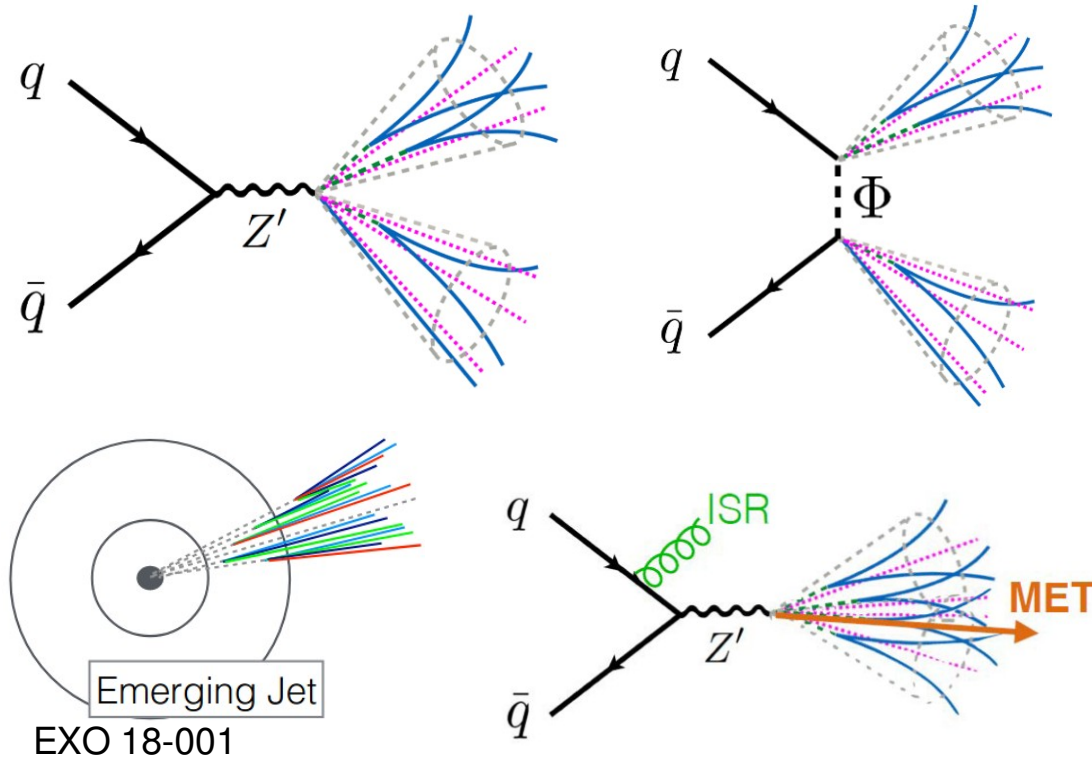 q
Z′
q̄
q
Φ
q̄
Emerging Jet
EXO 18-001
q
ISR
MET
Z′
q̄